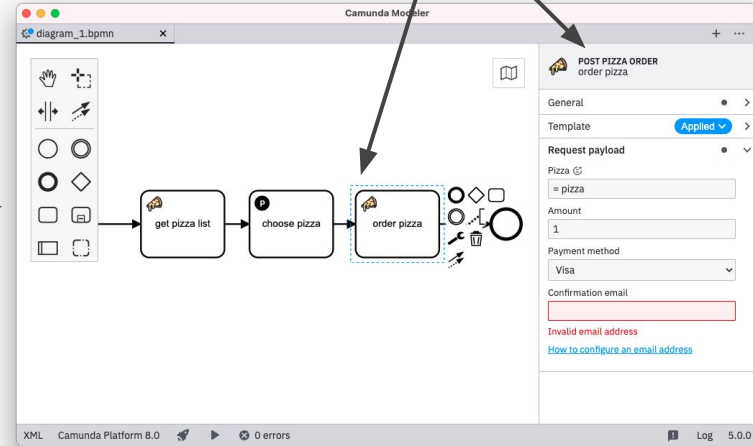 Camunda Modeler
diagram_1.bpmn
get pizza list
P
choose pizza
order pizza
POST PIZZA ORDER
order pizza
General
Template
Applied
Request payload
Pizza
= pizza
Amount
1
Payment method
Visa
Confirmation email
Invalid email address
How to configure an email address
XML Camunda Platform 8.0 0 errors Log 5.0.0